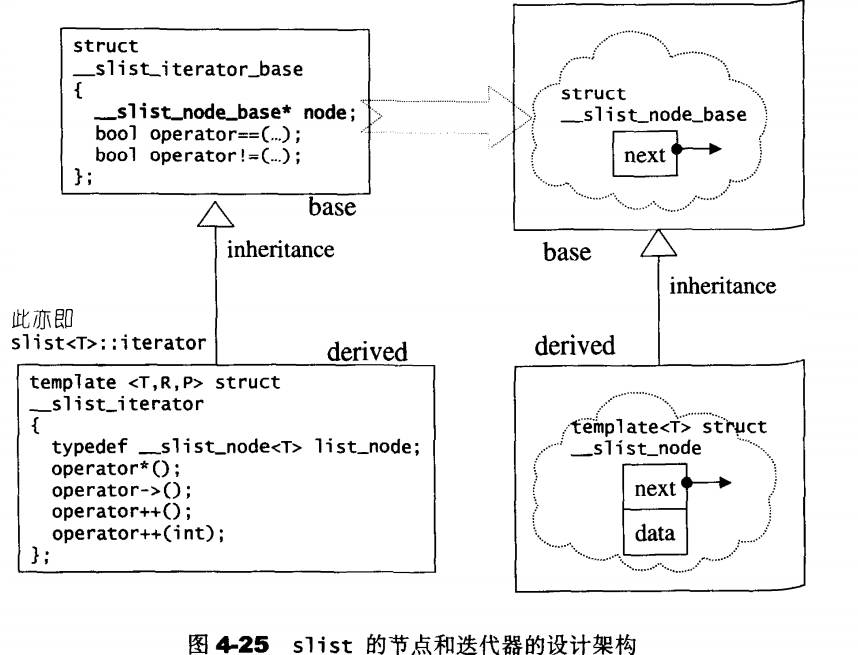 struct
__slist_iterator_base
{
__slist_node_base* node;
bool operator==(…);
bool operator!=(…);
};
base
inheritance
此亦即
slist<T>::iterator
derived
template <T,R,P> struct
__slist_iterator
{
typedef __slist_node<T> list_node;
operator*();
operator->();
operator++();
operator++(int);
};
struct
__slist_node_base
next
base
inheritance
derived
template<T> struct
__slist_node
next
data
图 4-25 slist 的节点和迭代器的设计架构